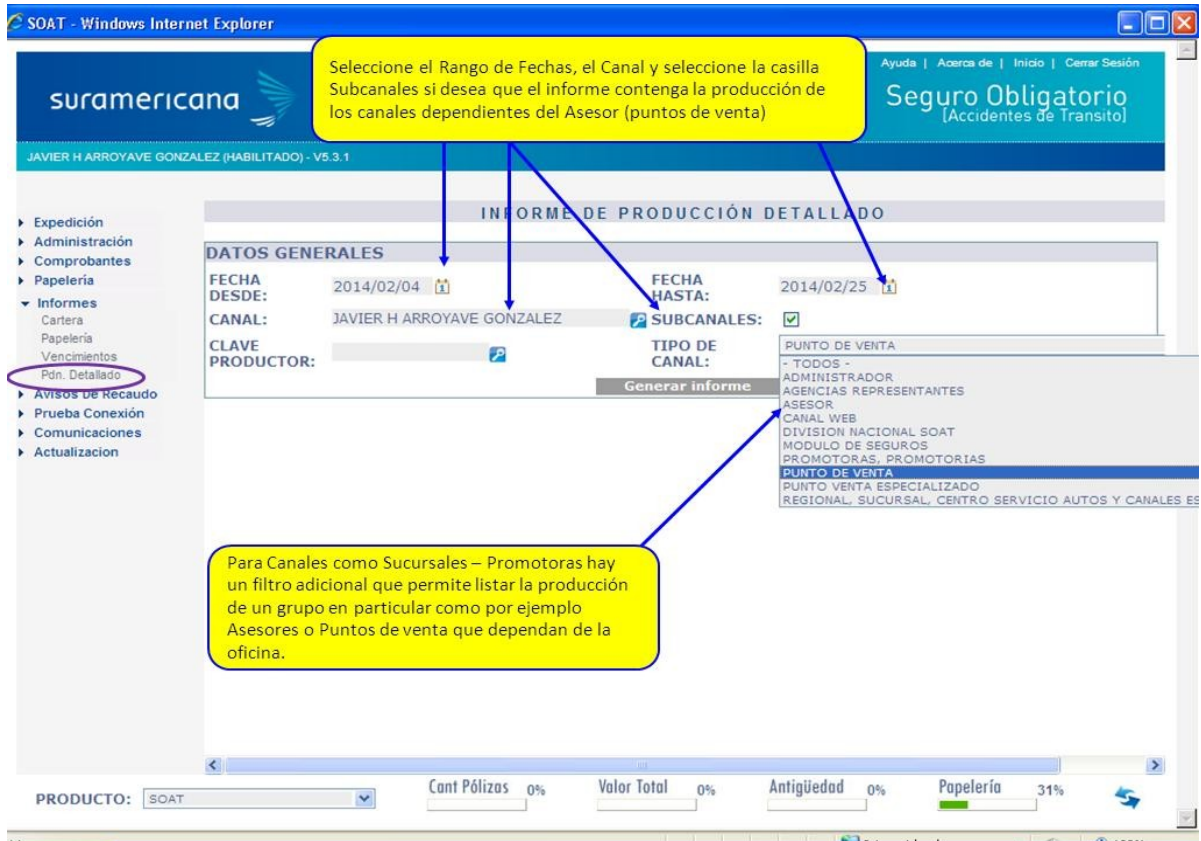 SOAT - Windows Internet Explorer
Seleccione el Rango de Fechas, el Canal y seleccione la casilla
Subcanales si desea que el informe contenga la producción de
los canales dependientes del Asesor (puntos de venta)
Ayuda | Acerca de | Inicio | Cerrar Sesión
suramericana
Seguro Obligatorio
[Accidentes de Transito]
JAVIER H ARROYAVE GONZALEZ (HABILITADO) - V5.3.1
Expedición
Administración
Comprobantes
Papelería
Informes
Cartera
Papeleria
Vencimientos
Pdn. Detallado
Avisos De Recaudo
Prueba Conexión
Comunicaciones
Actualizacion
INFORME DE PRODUCCIÓN DETALLADO
DATOS GENERALES
FECHA DESDE: 2014/02/04 FECHA HASTA: 2014/02/25
CANAL: JAVIER H ARROYAVE GONZALEZ SUBCANALES:
CLAVE PRODUCTOR: TIPO DE CANAL: PUNTO DE VENTA
Generar informe
- TODOS -
ADMINISTRADOR
AGENCIAS REPRESENTANTES
ASESOR
CANAL WEB
DIVISION NACIONAL SOAT
MODULO DE SEGUROS
PROMOTORAS, PROMOTORIAS
PUNTO DE VENTA
PUNTO VENTA ESPECIALIZADO
REGIONAL, SUCURSAL, CENTRO SERVICIO AUTOS Y CANALES ES
Para Canales como Sucursales – Promotoras hay
un filtro adicional que permite listar la producción
de un grupo en particular como por ejemplo
Asesores o Puntos de venta que dependan de la
oficina.
PRODUCTO: SOAT
Cant Pólizas 0% Valor Total 0% Antigüedad 0% Papelería 31%